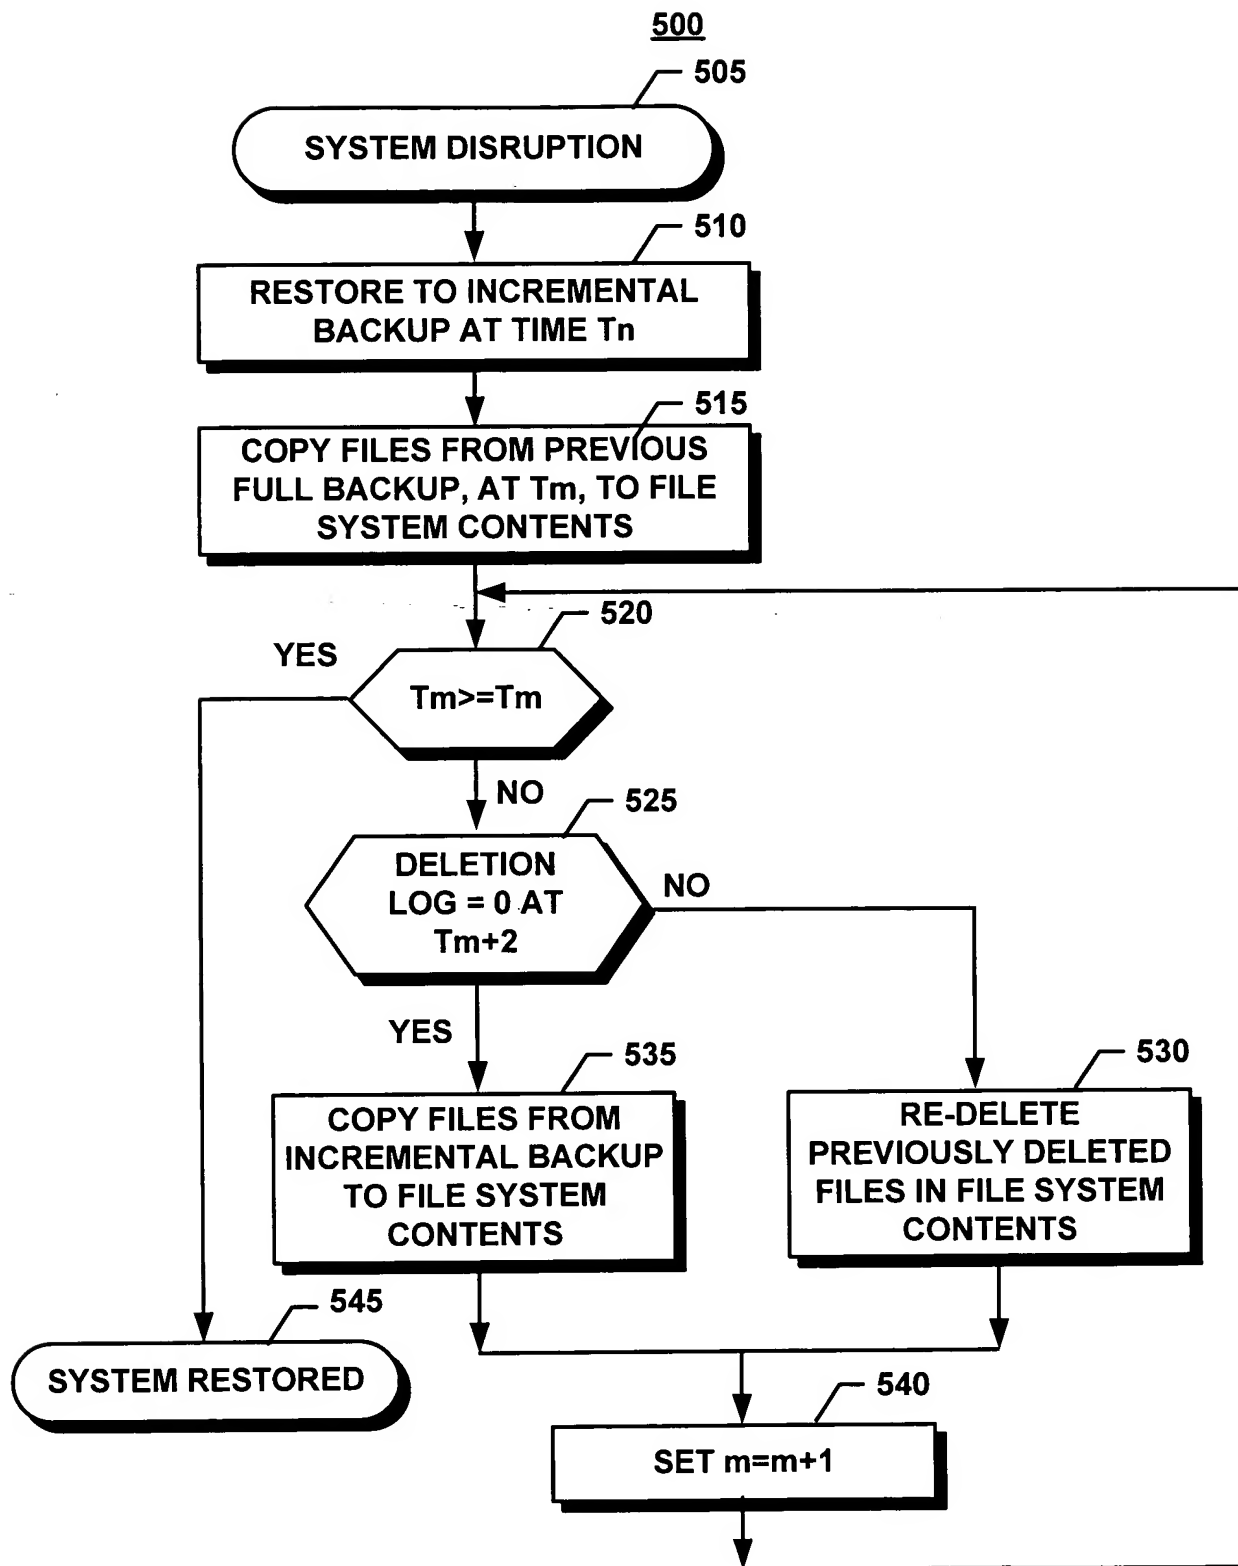 500
505
SYSTEM DISRUPTION
510
RESTORE TO INCREMENTAL
BACKUP AT TIME Tn
515
COPY FILES FROM PREVIOUS
FULL BACKUP, AT Tm, TO FILE
SYSTEM CONTENTS
520
YES
Tm>=Tm
NO
525
DELETION
LOG = 0 AT
Tm+2
NO
YES
535
COPY FILES FROM
INCREMENTAL BACKUP
TO FILE SYSTEM
CONTENTS
530
RE-DELETE
PREVIOUSLY DELETED
FILES IN FILE SYSTEM
CONTENTS
545
SYSTEM RESTORED
540
SET m=m+1